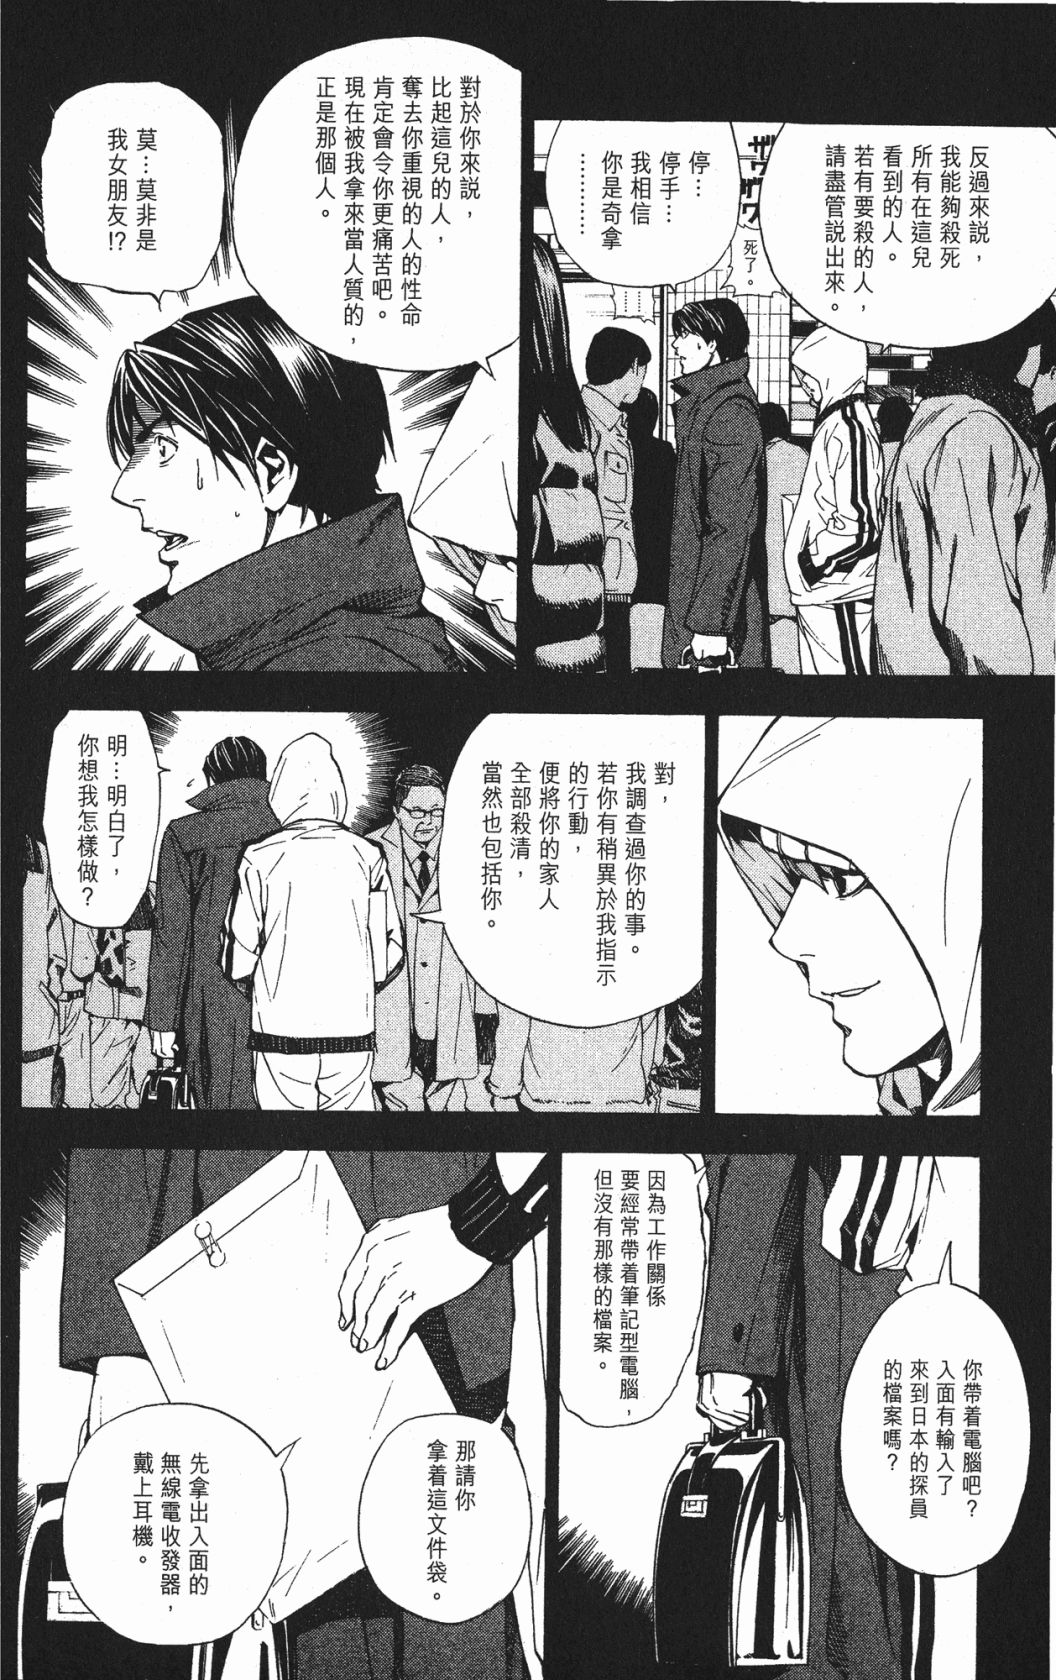 反過來說，
我能夠殺死
所有在這兒
看到的人。
若有要殺的人，
請盡管說出來。
ザワ
ザワ
死了。
停…
停手…
我相信
你是奇拿
…………
對於你來說，
比起這兒的人，
奪去你重視的人的性命
肯定會令你更痛苦吧。
現在被我拿來當人質的，
正是那個人。
莫…莫非是
我女朋友!?
對，
我調查過你的事。
若你有稍異於我指示
的行動，
便將你的家人
全部殺清，
當然也包括你。
明…明白了，
你想我怎樣做？
你帶着電腦吧？
入面有輸入了
來到日本的探員
的檔案嗎？
因為工作關係
要經常帶着筆記型電腦，
但沒有那樣的檔案。
那請你
拿着這文件袋。
先拿出入面的
無線電收發器，
戴上耳機。